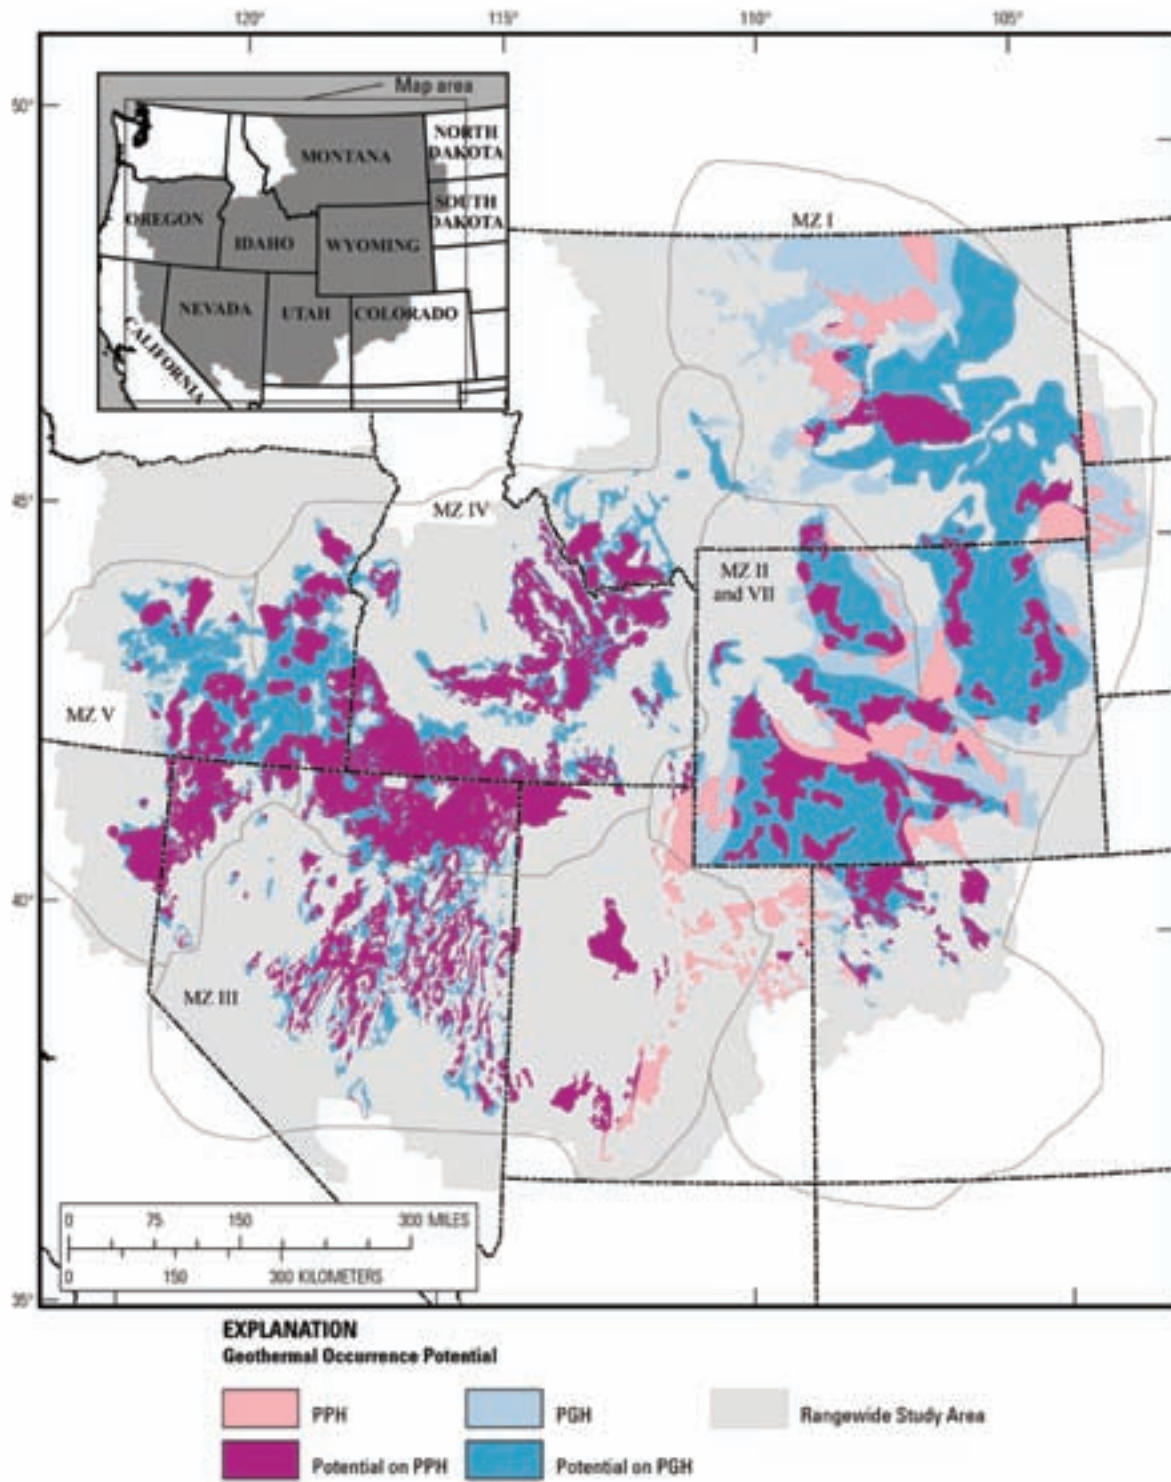 120°
115°
110°
105°
50°
Map area
NORTH
DAKOTA
MONTANA
SOUTH
DAKOTA
OREGON
IDAHO
WYOMING
NEVADA
UTAH
COLORADO
CALIFORNIA
MZ I
45°
MZ IV
MZ II
and VII
MZ V
40°
MZ III
0 75 150 300 MILES
0 150 300 KILOMETERS
35°
EXPLANATION
Geothermal Occurrence Potential
PPH PGH Rangewide Study Area
Potential on PPH Potential on PGH